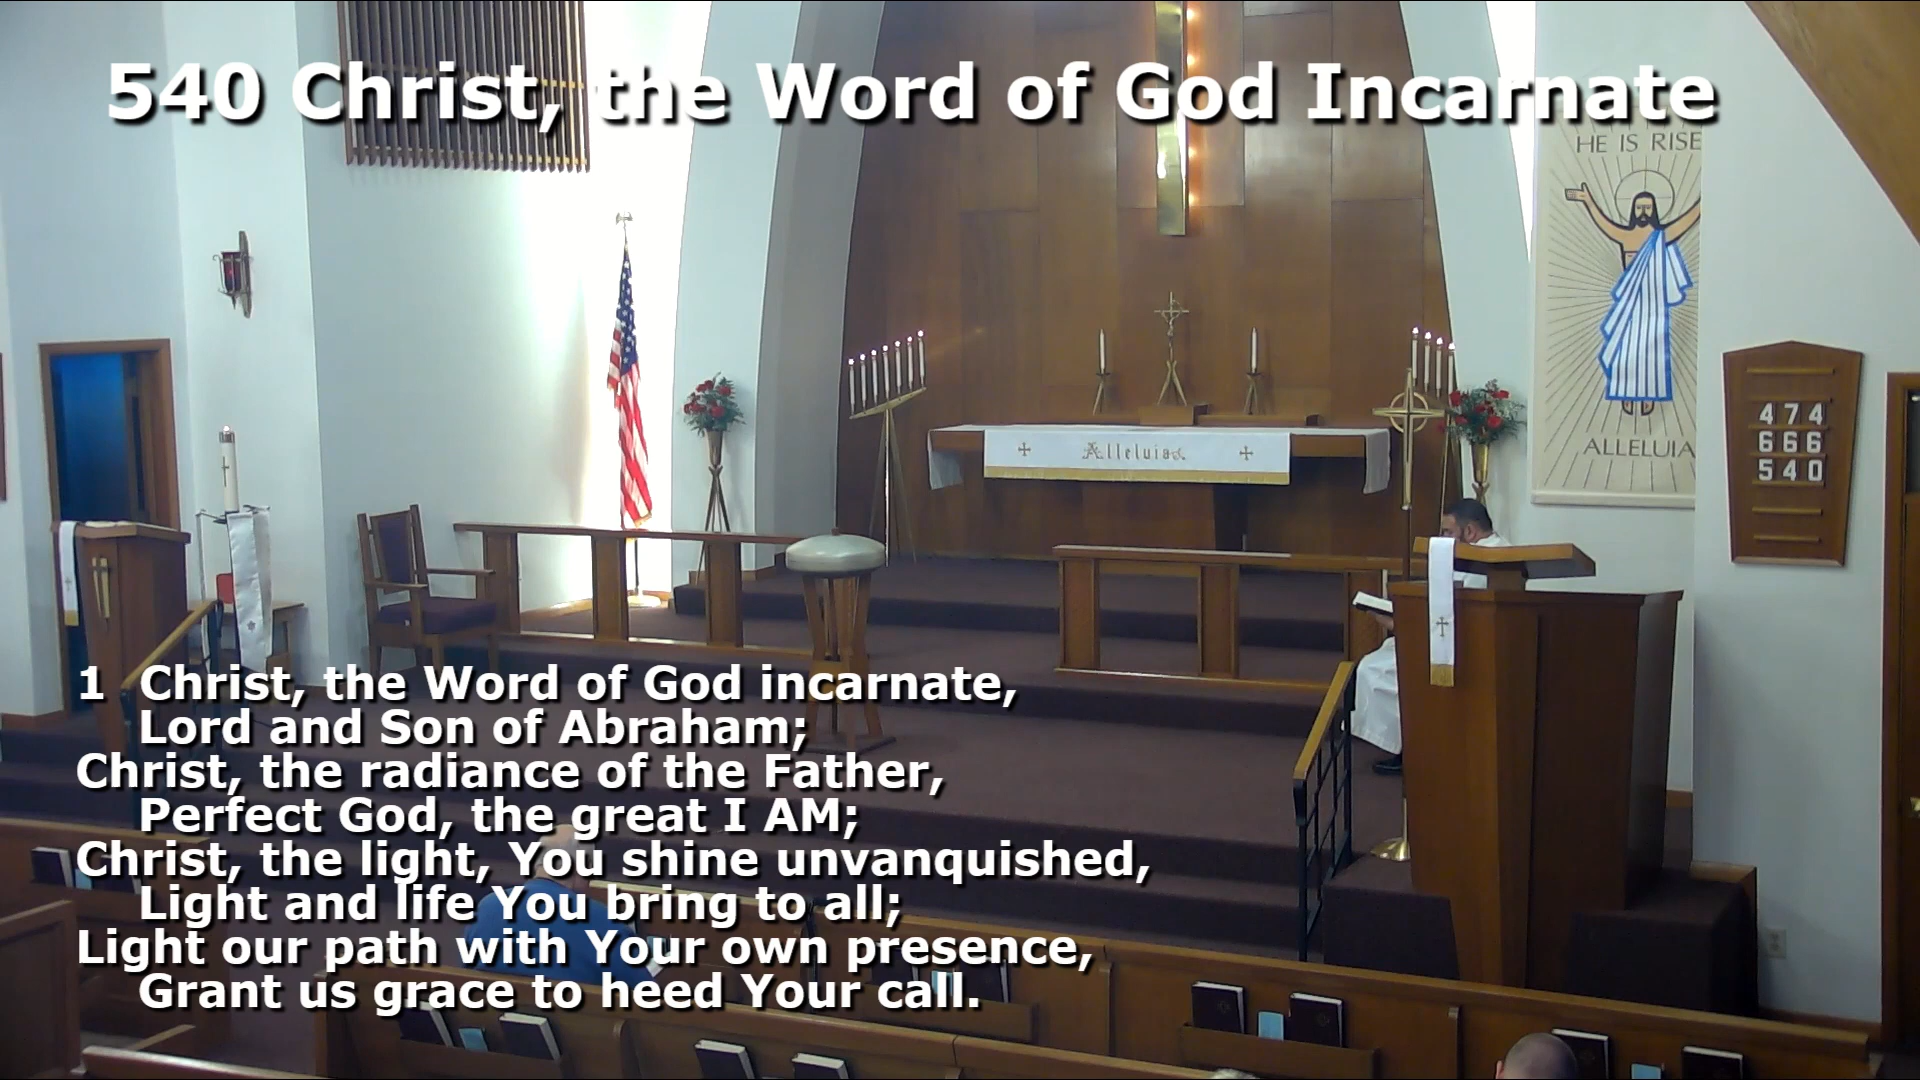 540 Christ, the Word of God Incarnate
HE IS RISE
ALLELUIA
474
666
540
Alleluia
1 Christ, the Word of God incarnate,
Lord and Son of Abraham;
Christ, the radiance of the Father,
Perfect God, the great I AM;
Christ, the light, You shine unvanquished,
Light and life You bring to all;
Light our path with Your own presence,
Grant us grace to heed Your call.